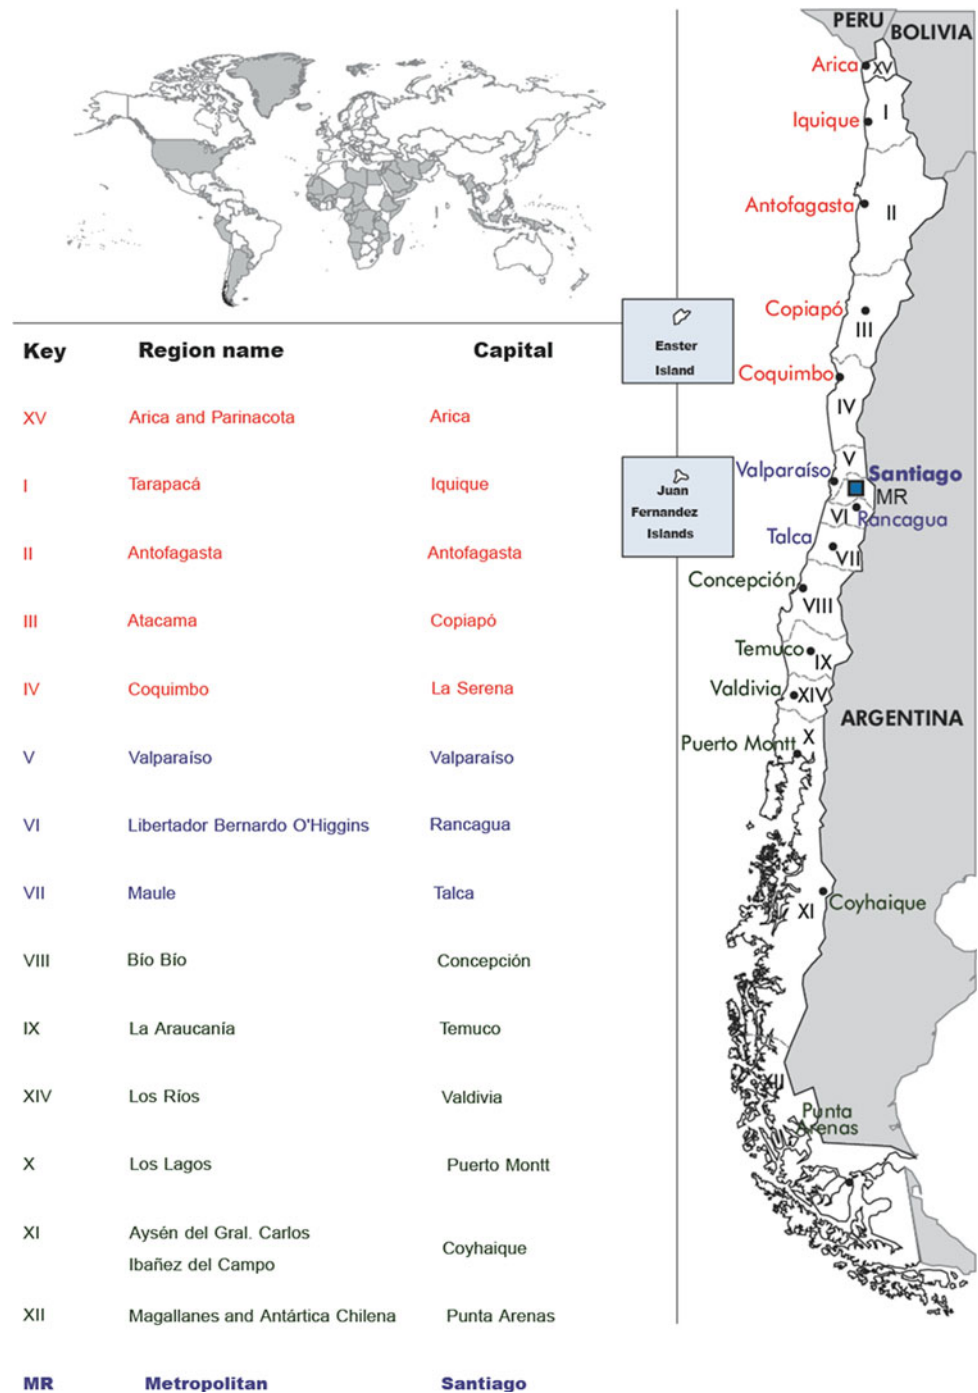 PERU
BOLIVIA
Arica
XV
Iquique
I
Antofagasta
II
Copiapó
III
Easter
Island
Coquimbo
IV
V
Valparaíso
Santiago
MR
VI
Rancagua
Juan
Fernandez
Islands
Talca
VII
Concepción
VIII
Temuco
IX
Valdivia
XIV
ARGENTINA
X
Puerto Montt
XI
Coyhaique
XII
Punta
Arenas
Key Region name Capital
XV Arica and Parinacota Arica
I Tarapacá Iquique
II Antofagasta Antofagasta
III Atacama Copiapó
IV Coquimbo La Serena
V Valparaíso Valparaíso
VI Libertador Bernardo O'Higgins Rancagua
VII Maule Talca
VIII Bío Bío Concepción
IX La Araucanía Temuco
XIV Los Ríos Valdivia
X Los Lagos Puerto Montt
XI Aysén del Gral. Carlos
Ibañez del Campo Coyhaique
XII Magallanes and Antártica Chilena Punta Arenas
MR Metropolitan Santiago